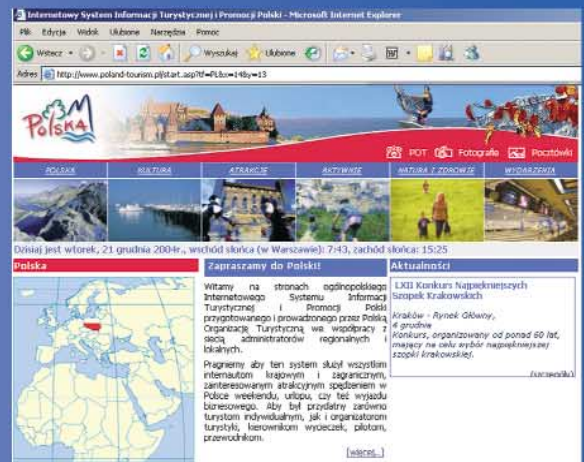 Internetowy System Informacji Turystycznej i Promocji Polski - Microsoft Internet Explorer
Plik Edycja Widok Ulubione Narzędzia Pomoc
Wstecz Wyszukaj Ulubione
Adres http://www.poland-tourism.pl/start.asp?tf=PL&x=14&y=13
Polska
POT Fotografie Pocztówki
POLSKA KULTURA ATRAKCJE AKTYWNIE NATURA I ZDROWIE WYDARZENIA
Dzisiaj jest wtorek, 21 grudnia 2004r., wschód słońca (w Warszawie): 7:43, zachód słońca: 15:25
Polska
Zapraszamy do Polski!
Witamy na stronach ogólnopolskiego
Internetowego Systemu Informacji
Turystycznej i Promocji Polski
przygotowanego i prowadzonego przez Polską
Organizację Turystyczną we współpracy z
siecią administratorów regionalnych i
lokalnych.
Pragniemy aby ten system służył wszystkim
internautom krajowym i zagranicznym,
zainteresowanym atrakcyjnym spędzeniem w
Polsce weekendu, urlopu, czy też wyjazdu
biznesowego. Aby był przydatny zarówno
turystom indywidualnym, jak i organizatorom
turystyki, kierownikom wycieczek, pilotom,
przewodnikom.
[więcej...]
Aktualności
LXII Konkurs Najpiękniejszych
Szopek Krakowskich
Kraków - Rynek Główny,
4 grudnia
Konkurs, organizowany od ponad 60 lat,
mający na celu wybór najpiękniejszej
szopki krakowskiej.
(szczegóły)